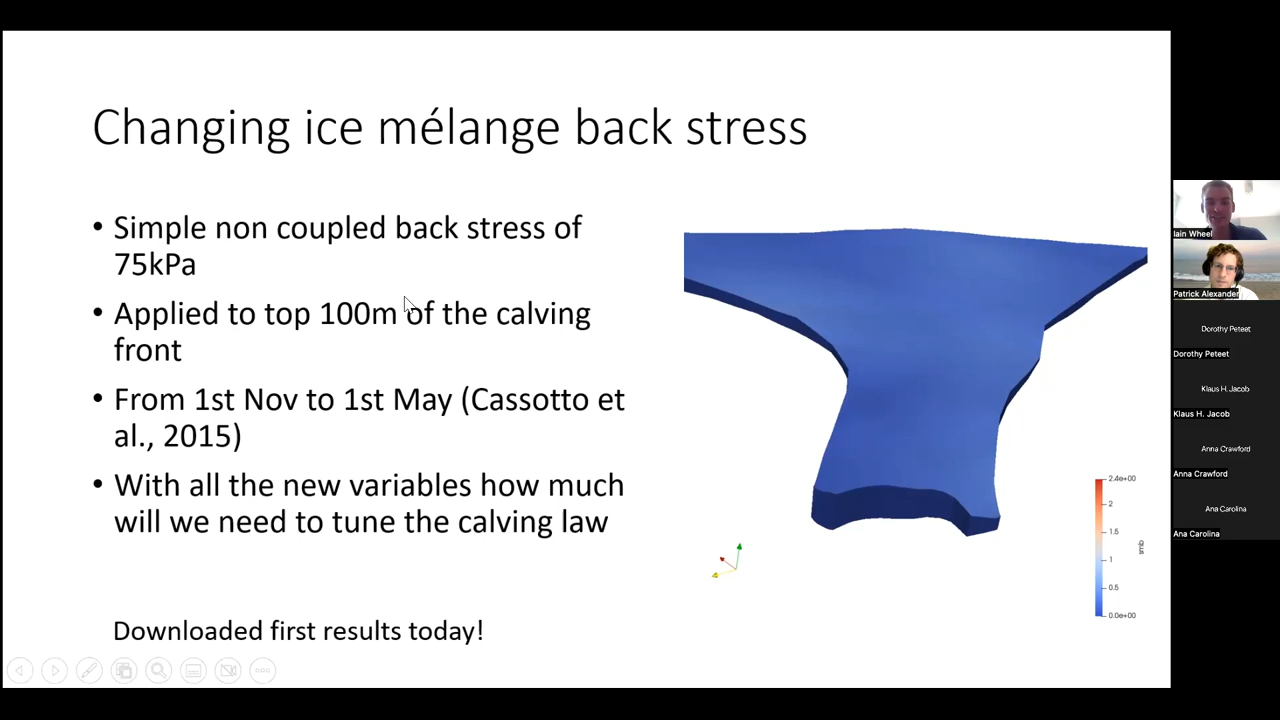 Changing ice mélange back stress
• Simple non coupled back stress of
75kPa
• Applied to top 100m of the calving
front
• From 1st Nov to 1st May (Cassotto et
al., 2015)
• With all the new variables how much
will we need to tune the calving law
Downloaded first results today!
2.4e+00
2
1.5
1
0.5
0.0e+00
smb
Iain Wheel
Patrick Alexander
Dorothy Peteet
Dorothy Peteet
Klaus H. Jacob
Klaus H. Jacob
Anna Crawford
Anna Crawford
Ana Carolina
Ana Carolina